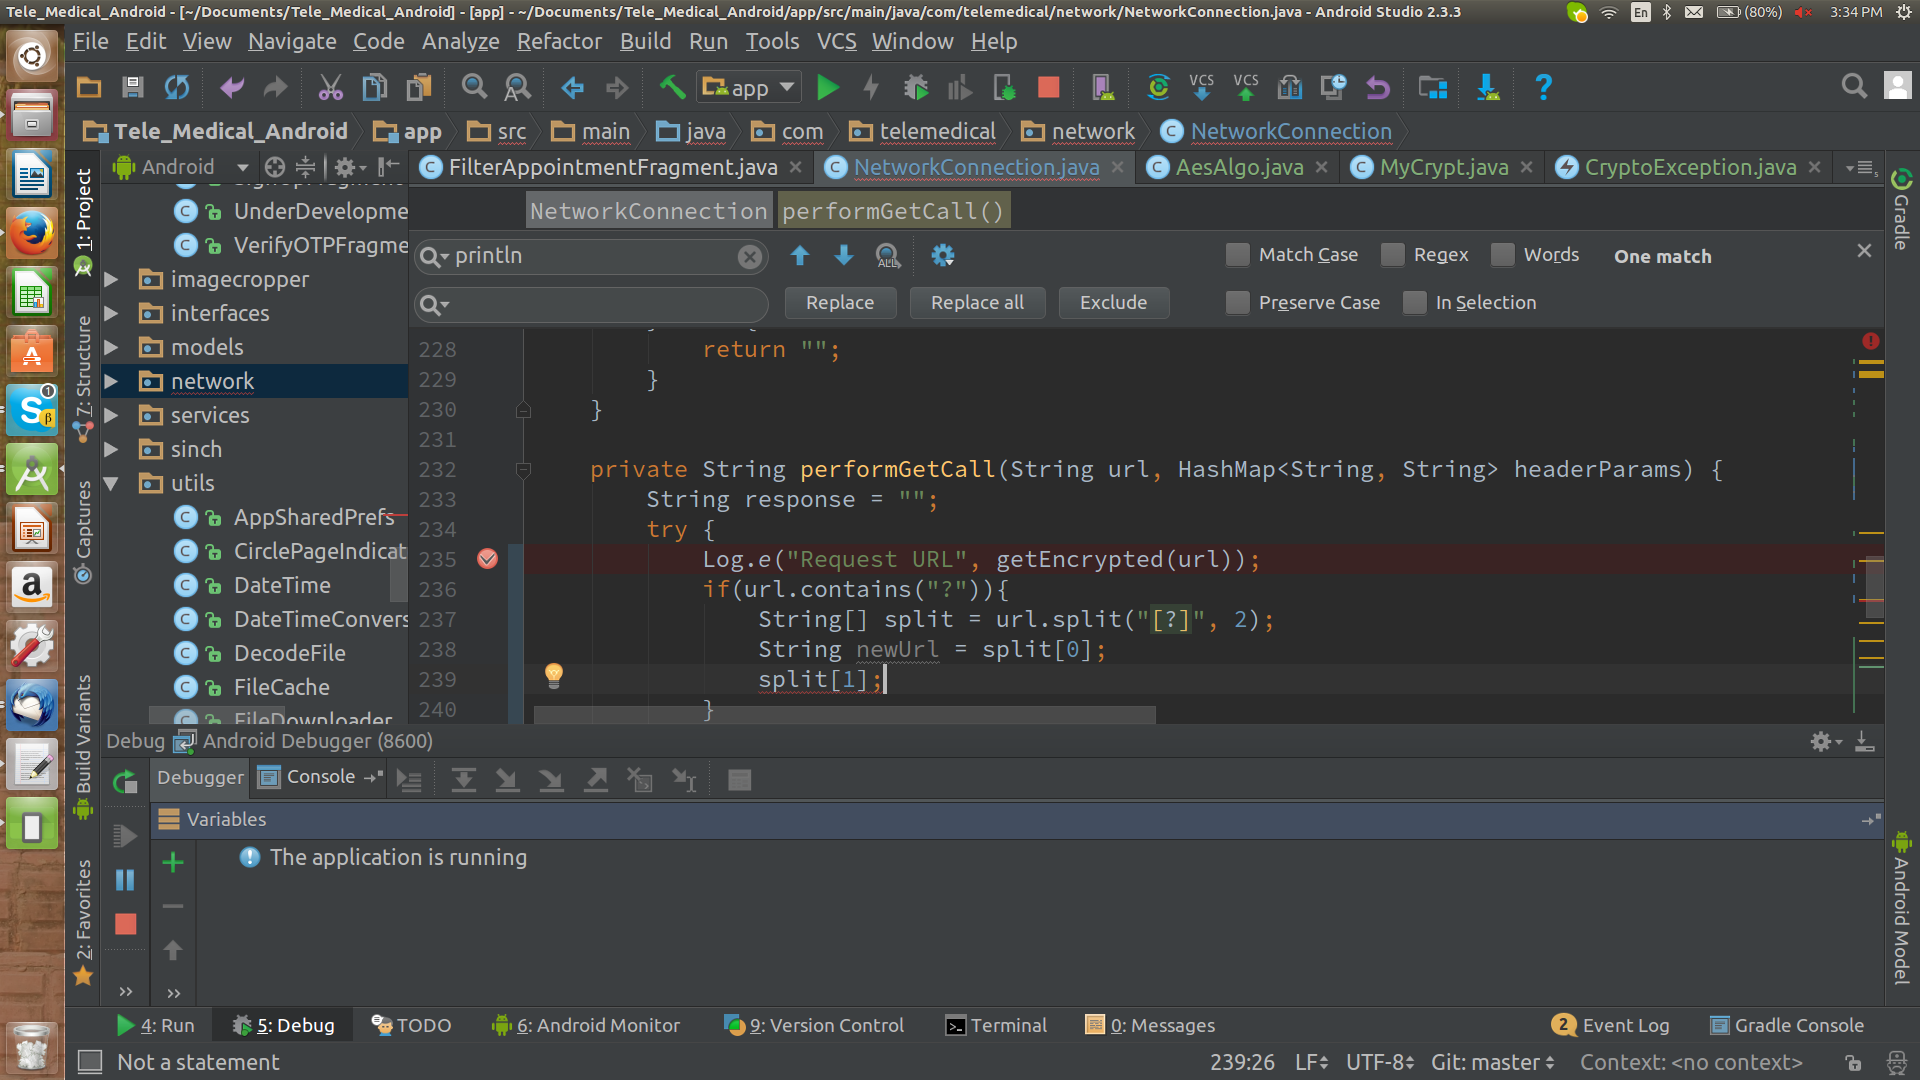 Tele_Medical_Android - [~/Documents/Tele_Medical_Android] - [app] - ~/Documents/Tele_Medical_Android/app/src/main/java/com/telemedical/network/NetworkConnection.java - Android Studio 2.3.3
En (80%) 3:34 PM
File Edit View Navigate Code Analyze Refactor Build Run Tools VCS Window Help
app VCS VCS
Tele_Medical_Android app src main java com telemedical network NetworkConnection
Android
FilterAppointmentFragment.java NetworkConnection.java AesAlgo.java MyCrypt.java CryptoException.java
1: Project
7: Structure
Captures
Build Variants
2: Favorites
UnderDevelopme
VerifyOTPFragme
imagecropper
interfaces
models
network
services
sinch
utils
AppSharedPrefs
CirclePageIndicat
DateTime
DateTimeConvers
DecodeFile
FileCache
FileDownloader
NetworkConnection performGetCall()
println
Match Case Regex Words One match
Replace Replace all Exclude
Preserve Case In Selection
228 return "";
229 }
230 }
231
232 private String performGetCall(String url, HashMap<String, String> headerParams) {
233 String response = "";
234 try {
235 Log.e("Request URL", getEncrypted(url));
236 if(url.contains("?")){
237 String[] split = url.split("[?]", 2);
238 String newUrl = split[0];
239 split[1];
240 }
Gradle
Android Model
Debug Android Debugger (8600)
Debugger Console
Variables
The application is running
4: Run 5: Debug TODO 6: Android Monitor 9: Version Control Terminal 0: Messages 2 Event Log Gradle Console
Not a statement 239:26 LF UTF-8 Git: master Context: <no context>